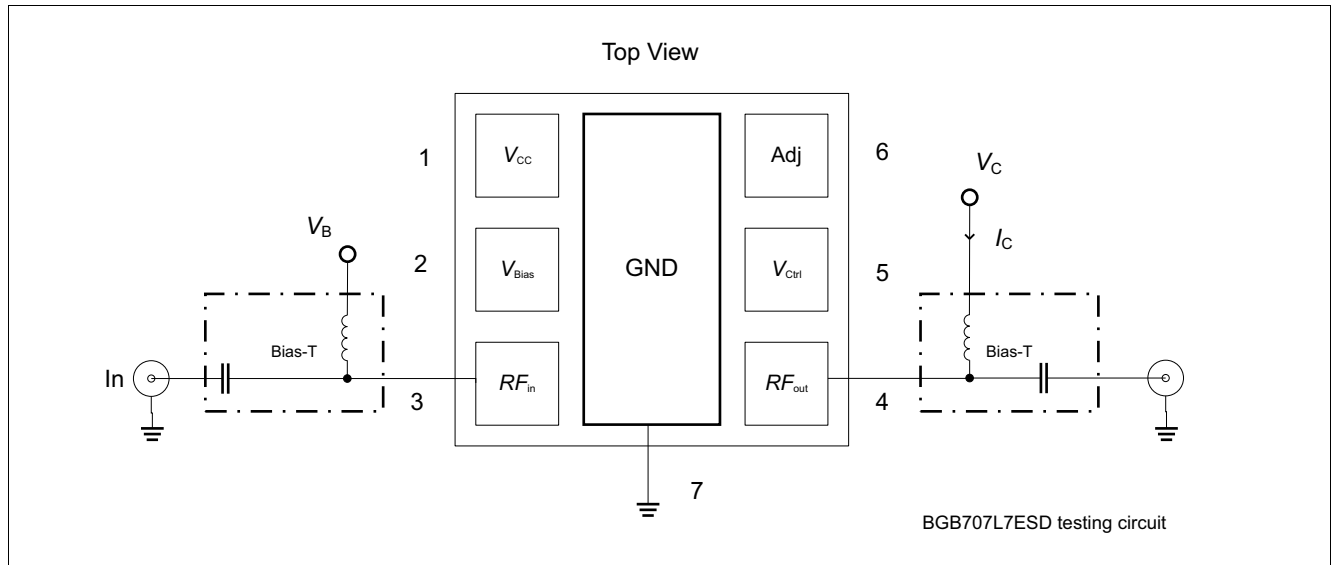 Top View
1
VCC
Adj
6
VC
VB
IC
2
VBias
GND
VCtrl
5
Bias-T
Bias-T
In
RFin
RFout
3
4
7
BGB707L7ESD testing circuit